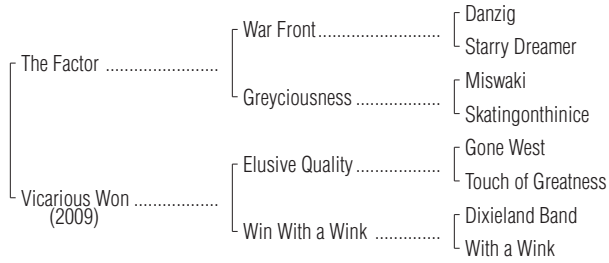 Danzig
War Front
Starry Dreamer
The Factor
Miswaki
Greyciousness
Skatingonthinice
Gone West
Elusive Quality
Touch of Greatness
Vicarious Won
(2009)
Dixieland Band
Win With a Wink
With a Wink